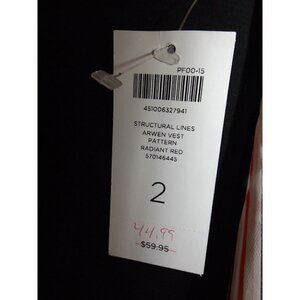 PF00-15
451006327941
STRUCTURAL LINES
ARWEN VEST
PATTERN
RADIANT RED
570146445
2
44.99
$59.95